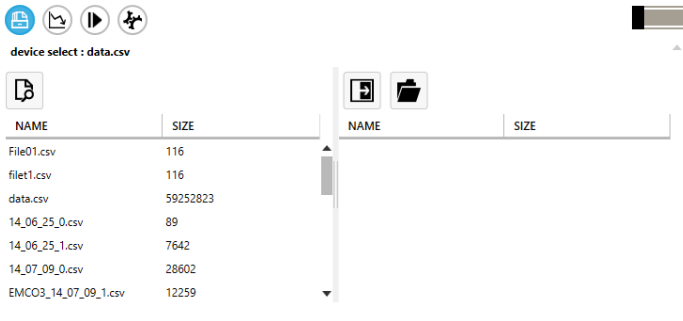 device select : data.csv
NAME SIZE NAME SIZE
File01.csv 116
filet1.csv 116
data.csv 59252823
14_06_25_0.csv 89
14_06_25_1.csv 7642
14_07_09_0.csv 28602
EMCO3_14_07_09_1.csv 12259